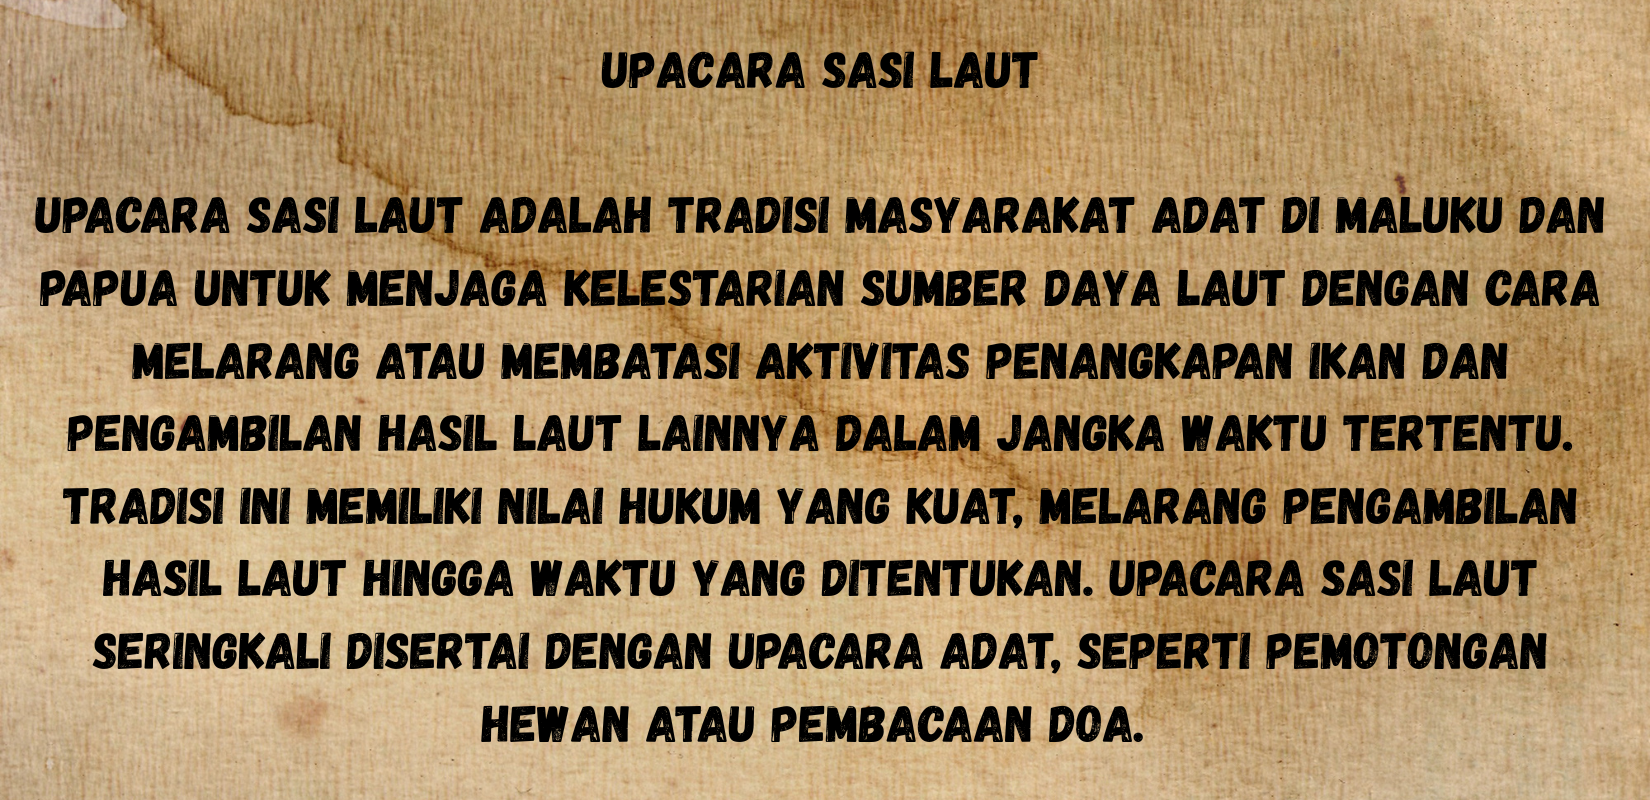 UPACARA SASI LAUT
UPACARA SASI LAUT ADALAH TRADISI MASYARAKAT ADAT DI MALUKU DAN
PAPUA UNTUK MENJAGA KELESTARIAN SUMBER DAYA LAUT DENGAN CARA
MELARANG ATAU MEMBATASI AKTIVITAS PENANGKAPAN IKAN DAN
PENGAMBILAN HASIL LAUT LAINNYA DALAM JANGKA WAKTU TERTENTU.
TRADISI INI MEMILIKI NILAI HUKUM YANG KUAT, MELARANG PENGAMBILAN
HASIL LAUT HINGGA WAKTU YANG DITENTUKAN. UPACARA SASI LAUT
SERINGKALI DISERTAI DENGAN UPACARA ADAT, SEPERTI PEMOTONGAN
HEWAN ATAU PEMBACAAN DOA.